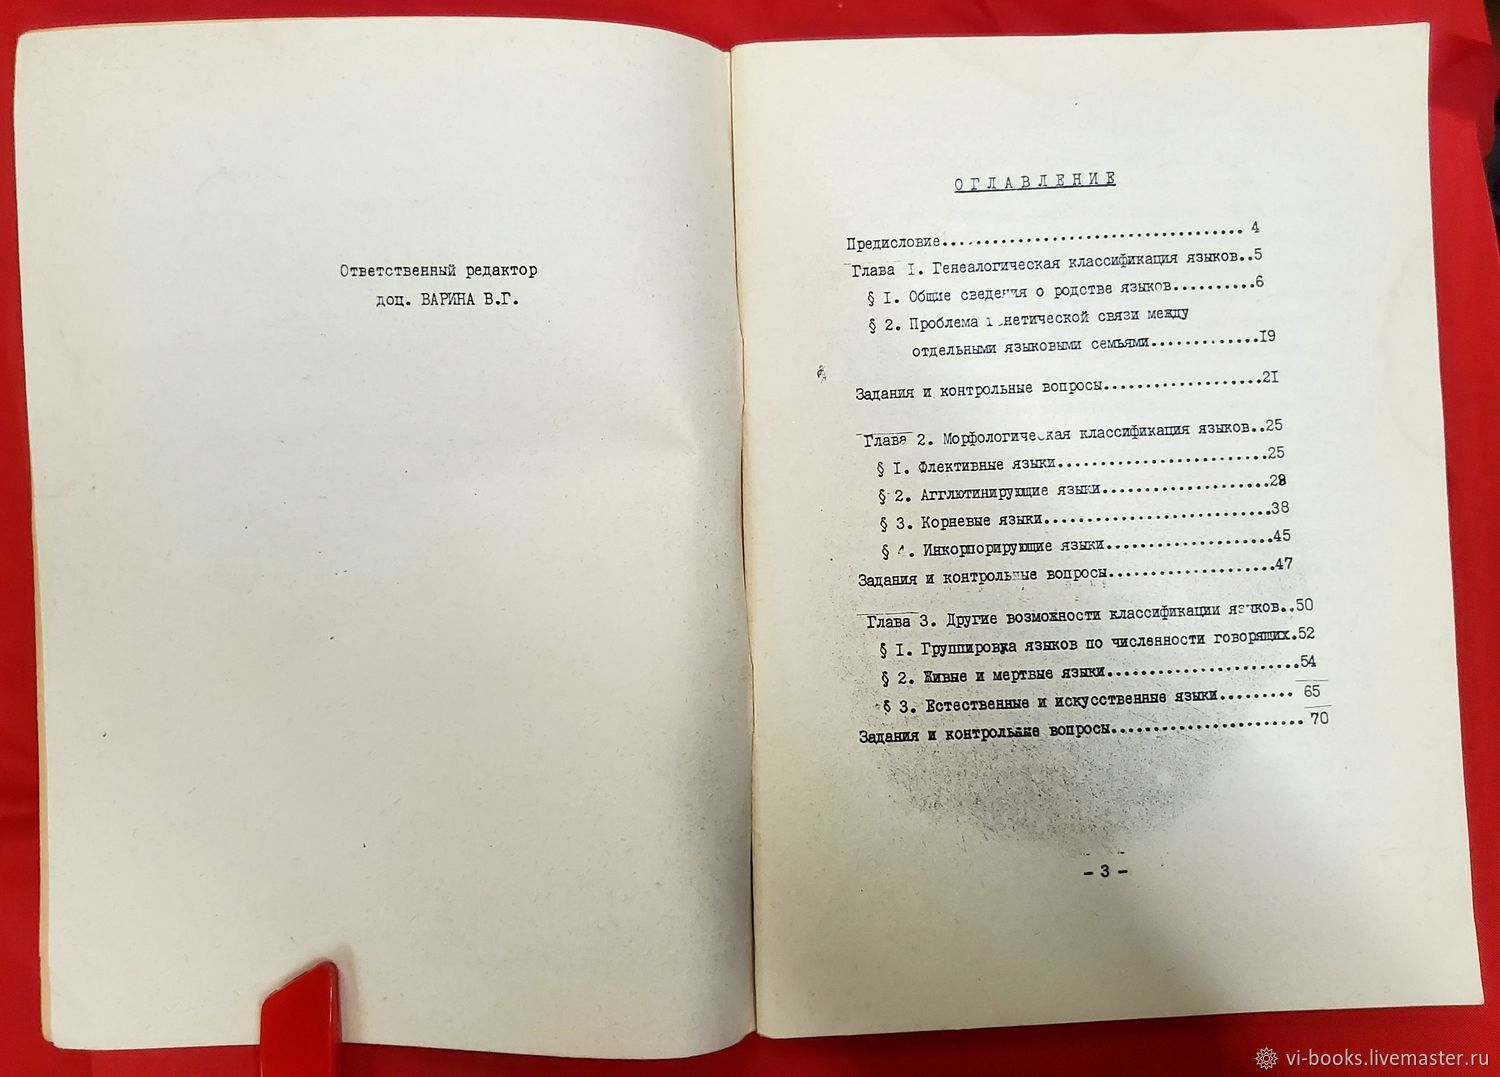 Ответственный редактор
доц. ВАРИНА В.Г.
ОГЛАВЛЕНИЕ
Предисловие.................................. 4
Глава I. Генеалогическая классификация языков..5
§ I. Общие сведения о родстве языков..........6
§ 2. Проблема генетической связи между
отдельными языковыми семьями.............I9
Задания и контрольные вопросы...................2I
Глава 2. Морфологическая классификация языков..25
§ I. Флективные языки.........................25
§ 2. Агглютинирующие языки....................28
§ 3. Корневые языки...........................38
§ 4. Инкорпорирующие языки....................45
Задания и контрольные вопросы....................47
Глава 3. Другие возможности классификации языков..50
§ I. Группировка языков по численности говорящих.52
§ 2. Живые и мертвые языки.......................54
§ 3. Естественные и искусственные языки......... 65
Задания и контрольные вопросы....................... 70
- 3 -
vi-books.livemaster.ru